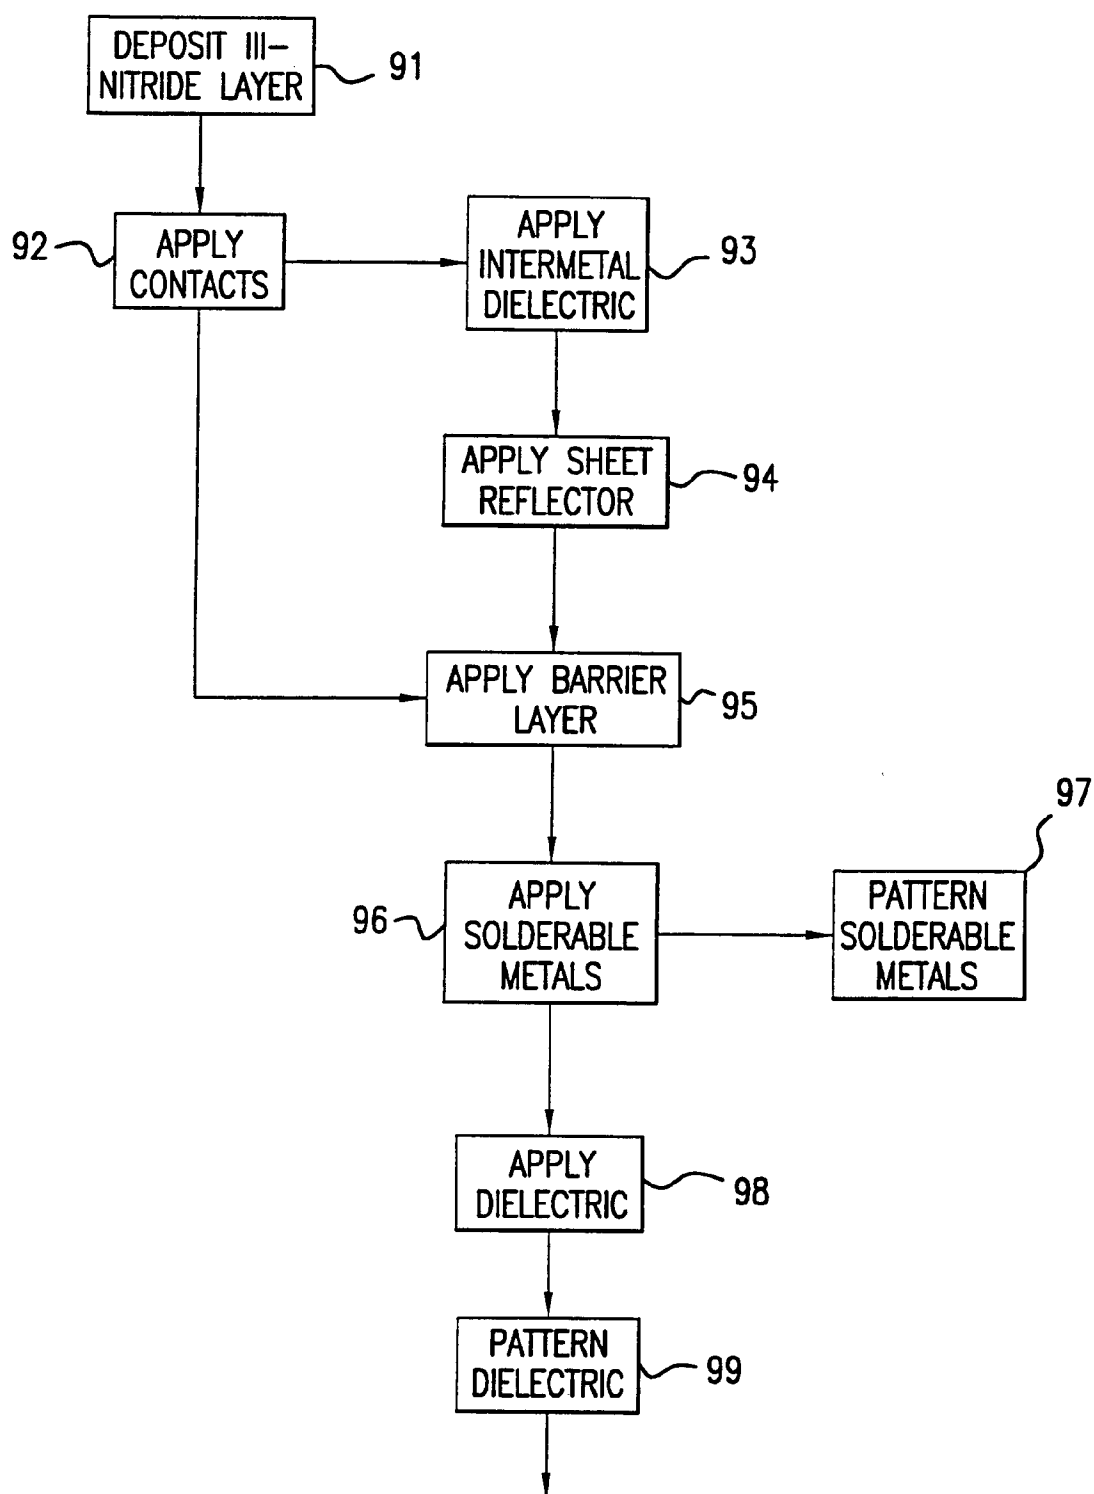 DEPOSIT III-
NITRIDE LAYER
91
92
APPLY
CONTACTS
APPLY
INTERMETAL
DIELECTRIC
93
APPLY SHEET
REFLECTOR
94
APPLY BARRIER
LAYER
95
97
96
APPLY
SOLDERABLE
METALS
PATTERN
SOLDERABLE
METALS
APPLY
DIELECTRIC
98
PATTERN
DIELECTRIC
99